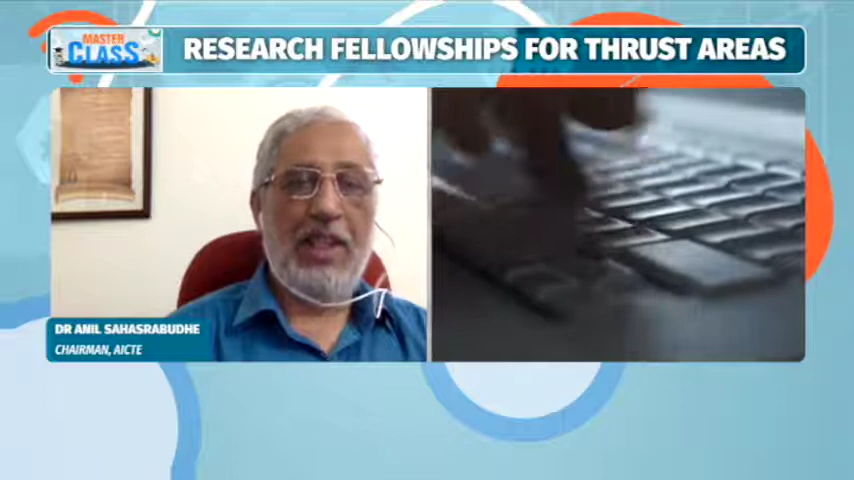 MASTER
CLASS
RESEARCH FELLOWSHIPS FOR THRUST AREAS
DR ANIL SAHASRABUDHE
CHAIRMAN, AICTE